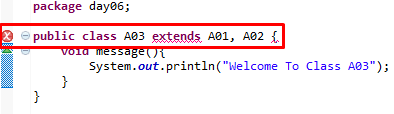 package day06;
public class A03 extends A01, A02 {
void message(){
System.out.println("Welcome To Class A03");
}
}